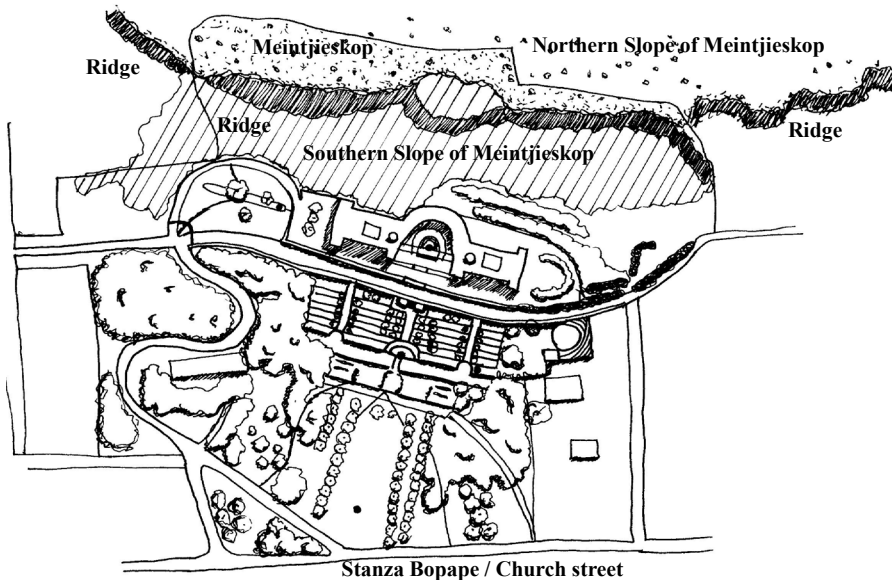 Meintjieskop
Northern Slope of Meintjieskop
Ridge
Ridge
Ridge
Southern Slope of Meintjieskop
Stanza Bopape / Church street